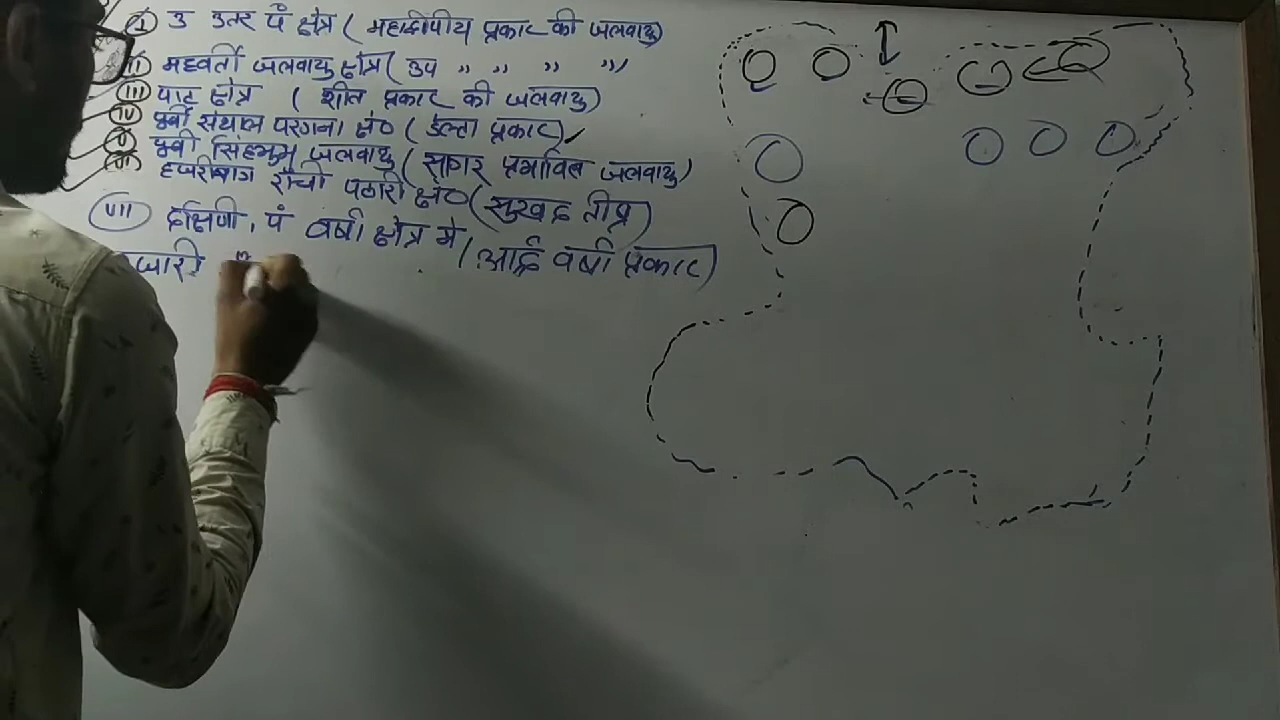 (I) उ उत्तर पं क्षेत्र ( महाद्वीपीय प्रकार की जलवायु)
(II) मध्यवर्ती जलवायु क्षेत्र ( उप " " " ")
(III) पाट क्षेत्र ( शीत प्रकार की जलवायु)
(IV) पूर्वी संथाल परगना क्षे० ( डेल्टा प्रकार) ✓
(V) पूर्वी सिंहभूम जलवायु (सागर प्रभावित जलवायु)
(VI) हजारीबाग राँची पठारी क्षे० (सुखद तीव्र)
(VII) दक्षिणी, पं वर्षा क्षेत्र मे (आर्द्र वर्षा प्रकार)